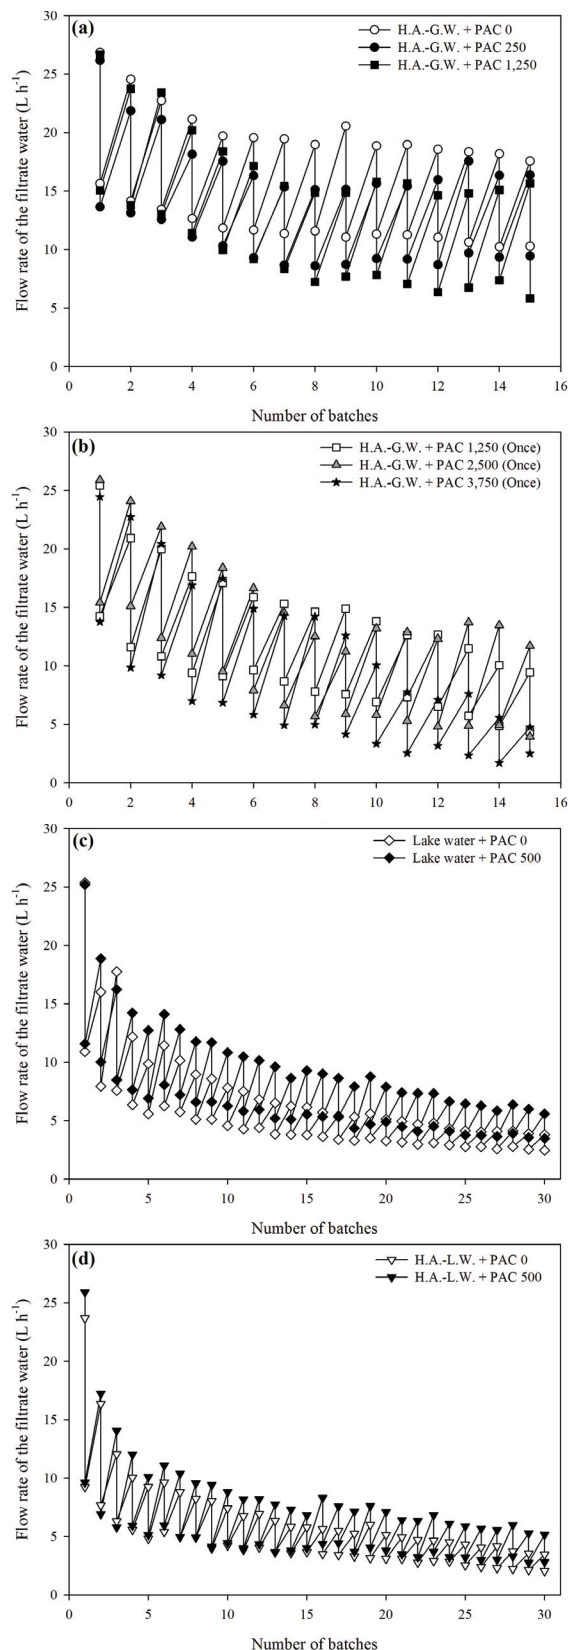 (a)
H.A.-G.W. + PAC 0
H.A.-G.W. + PAC 250
H.A.-G.W. + PAC 1,250
Flow rate of the filtrate water (L h-1)
30
25
20
15
10
5
0
0 2 4 6 8 10 12 14 16
Number of batches
(b)
H.A.-G.W. + PAC 1,250 (Once)
H.A.-G.W. + PAC 2,500 (Once)
H.A.-G.W. + PAC 3,750 (Once)
Flow rate of the filtrate water (L h-1)
30
25
20
15
10
5
0
0 2 4 6 8 10 12 14 16
(c)
Lake water + PAC 0
Lake water + PAC 500
Flow rate of the filtrate water (L h-1)
30
25
20
15
10
5
0
0 5 10 15 20 25 30
Number of batches
(d)
H.A.-L.W. + PAC 0
H.A.-L.W. + PAC 500
Flow rate of the filtrate water (L h-1)
30
25
20
15
10
5
0
0 5 10 15 20 25 30
Number of batches